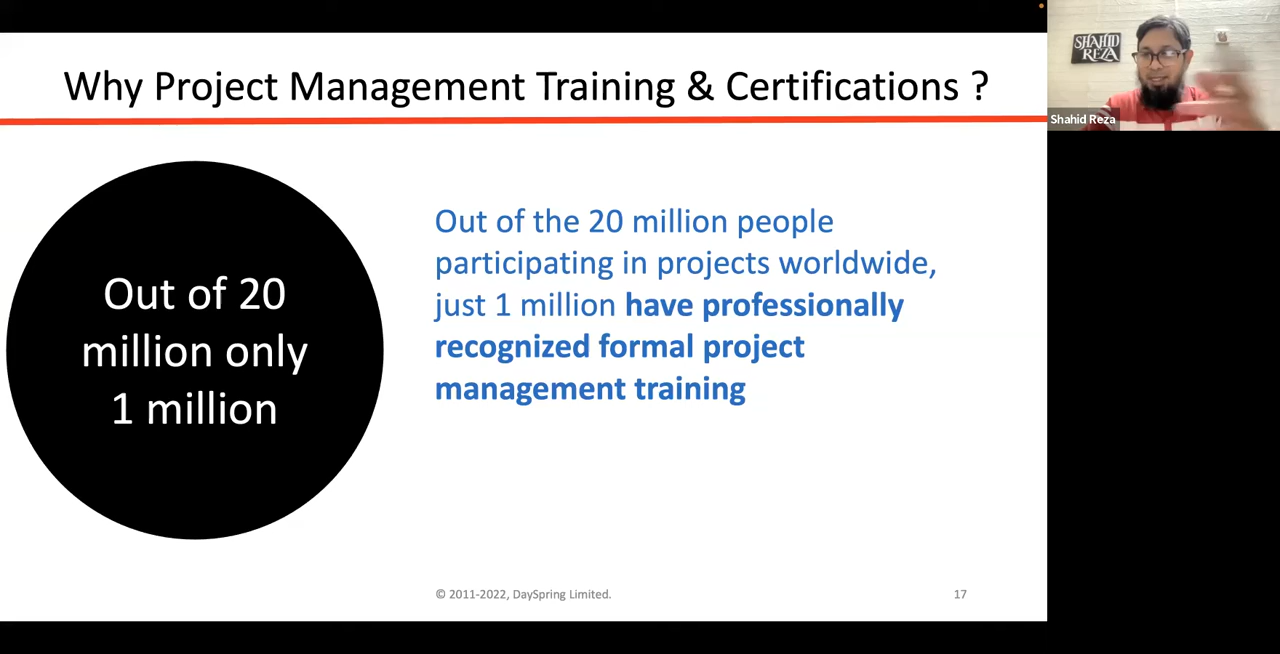 Why Project Management Training & Certifications ?
SHAHID
REZA
Shahid Reza
Out of 20
million only
1 million
Out of the 20 million people
participating in projects worldwide,
just 1 million have professionally
recognized formal project
management training
© 2011-2022, DaySpring Limited.
17